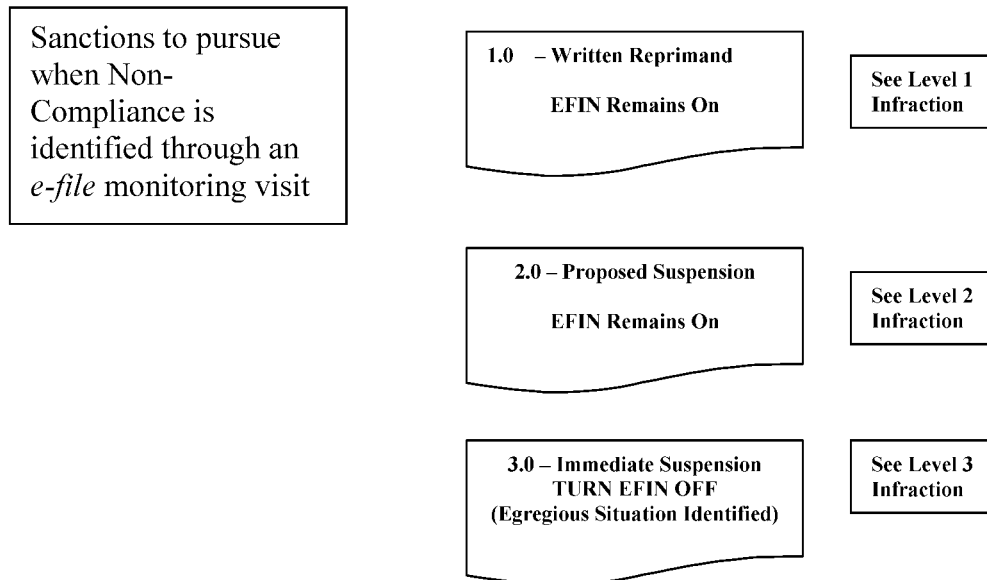 Sanctions to pursue
when Non-
Compliance is
identified through an
e-file monitoring visit
1.0 – Written Reprimand
EFIN Remains On
See Level 1
Infraction
2.0 – Proposed Suspension
EFIN Remains On
See Level 2
Infraction
3.0 – Immediate Suspension
TURN EFIN OFF
(Egregious Situation Identified)
See Level 3
Infraction